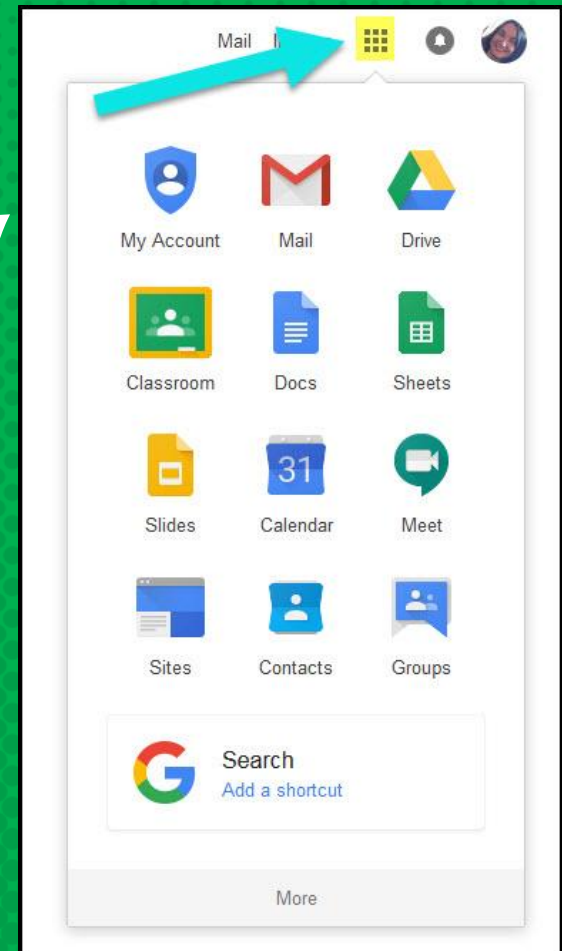 Mail
My Account Mail Drive
Classroom Docs Sheets
31
Slides Calendar Meet
Sites Contacts Groups
Search
Add a shortcut
More